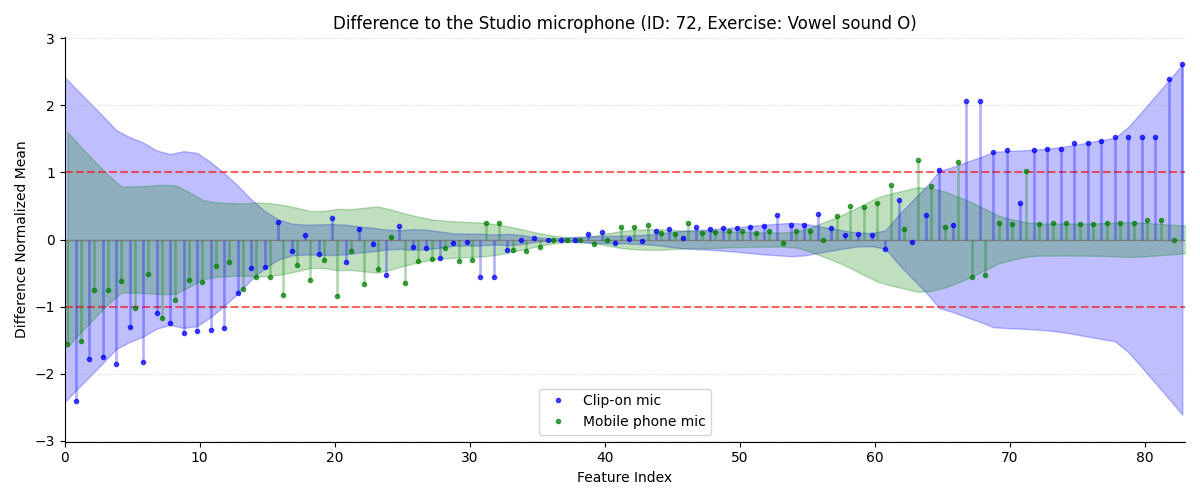 Difference to the Studio microphone (ID: 72, Exercise: Vowel sound O)
3
2
1
0
−1
−2
−3
Difference Normalized Mean
Clip-on mic
Mobile phone mic
0 10 20 30 40 50 60 70 80
Feature Index